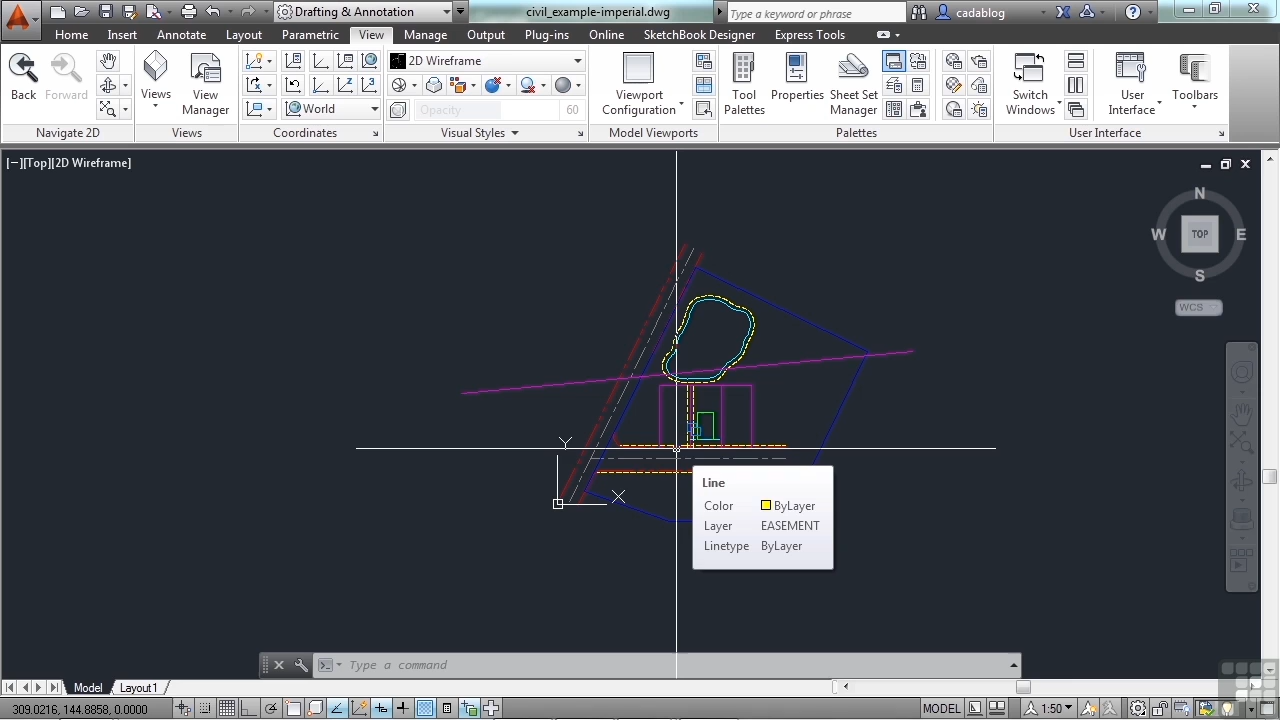 Drafting & Annotation
civil_example-imperial.dwg
Type a keyword or phrase
cadablog
Home Insert Annotate Layout Parametric View Manage Output Plug-ins Online SketchBook Designer Express Tools
Back
Forward
Views
View
Manager
World
2D Wireframe
Opacity 60
Viewport
Configuration
Tool
Palettes
Properties
Sheet Set
Manager
Switch
Windows
User
Interface
Toolbars
Navigate 2D
Views
Coordinates
Visual Styles
Model Viewports
Palettes
User Interface
[−][Top][2D Wireframe]
N
W
TOP
E
S
WCS
Y
X
Line
Color ByLayer
Layer EASEMENT
Linetype ByLayer
Type a command
Model Layout1
309.0216, 144.8858, 0.0000
MODEL
1:50